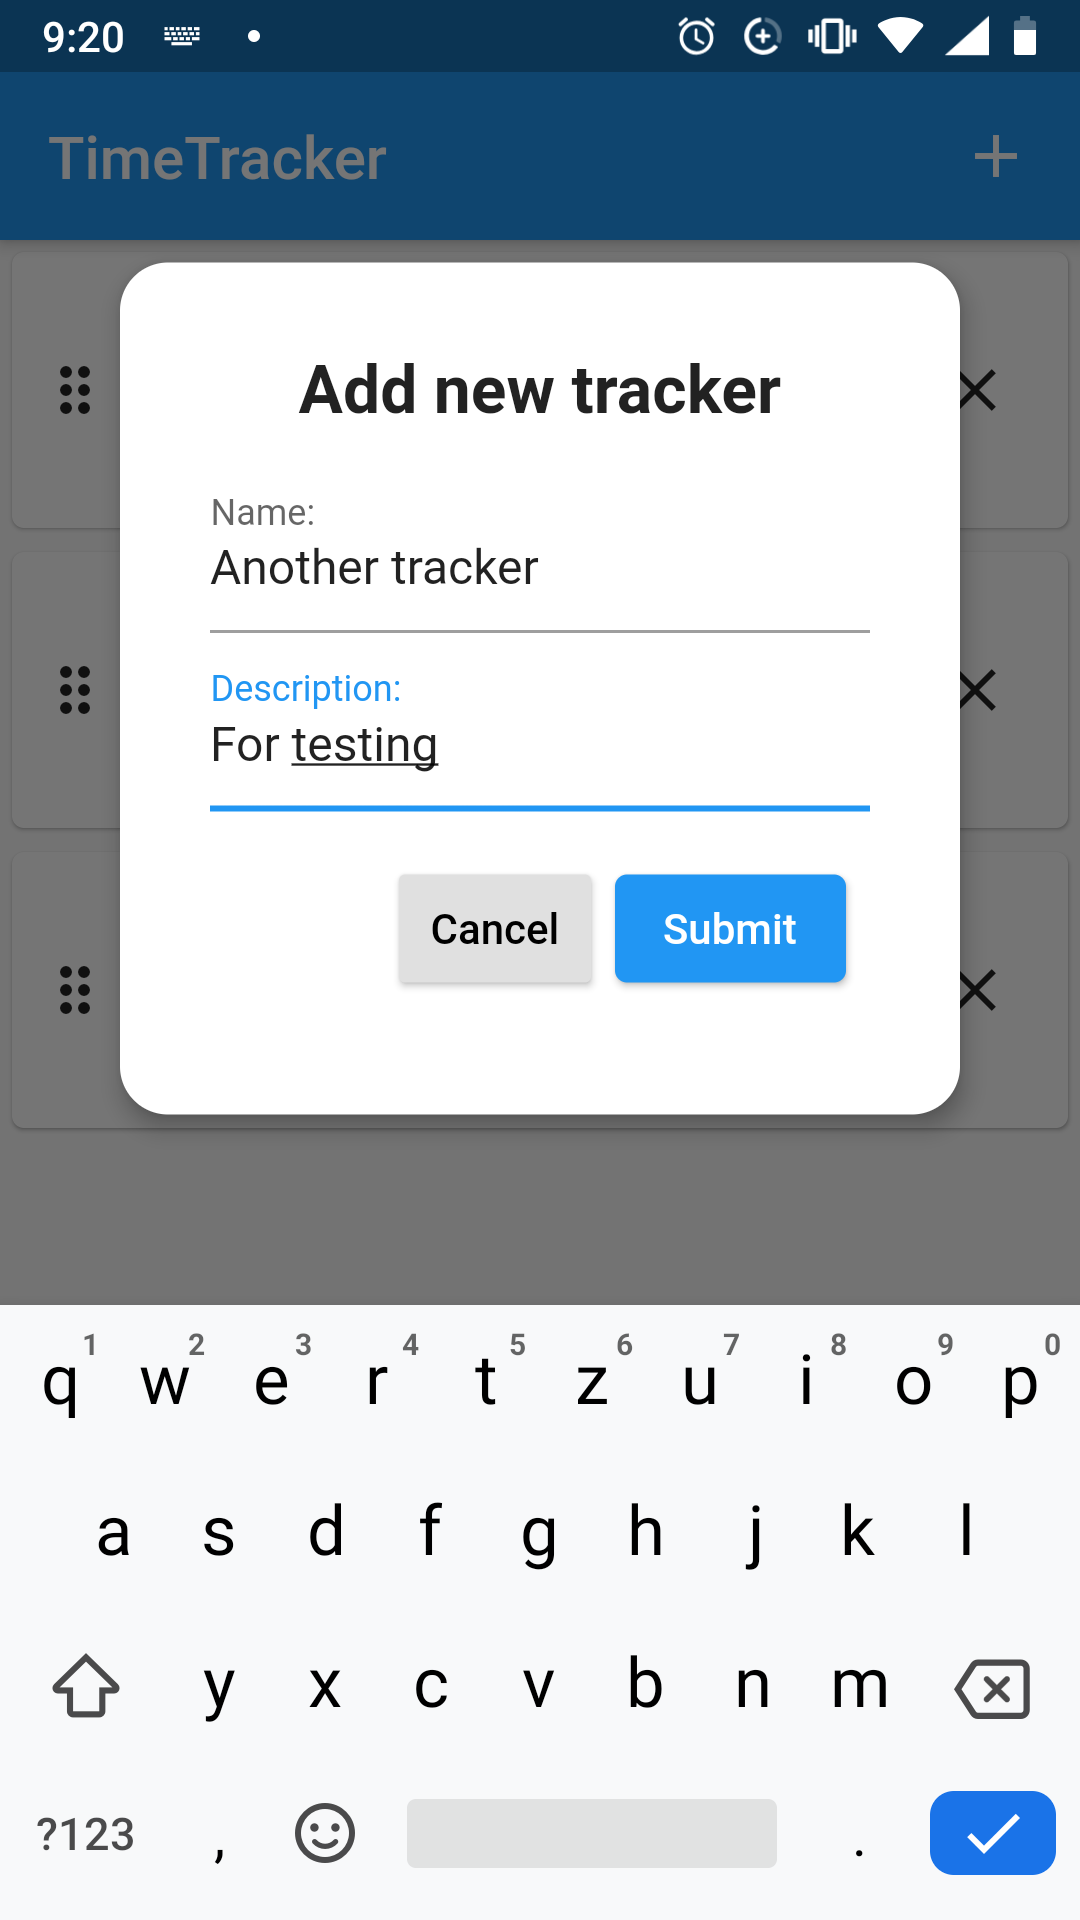 9:20
TimeTracker
Add new tracker
Name:
Another tracker
Description:
For testing
Cancel Submit
1 2 3 4 5 6 7 8 9 0
q w e r t z u i o p
a s d f g h j k l
y x c v b n m
?123 , .